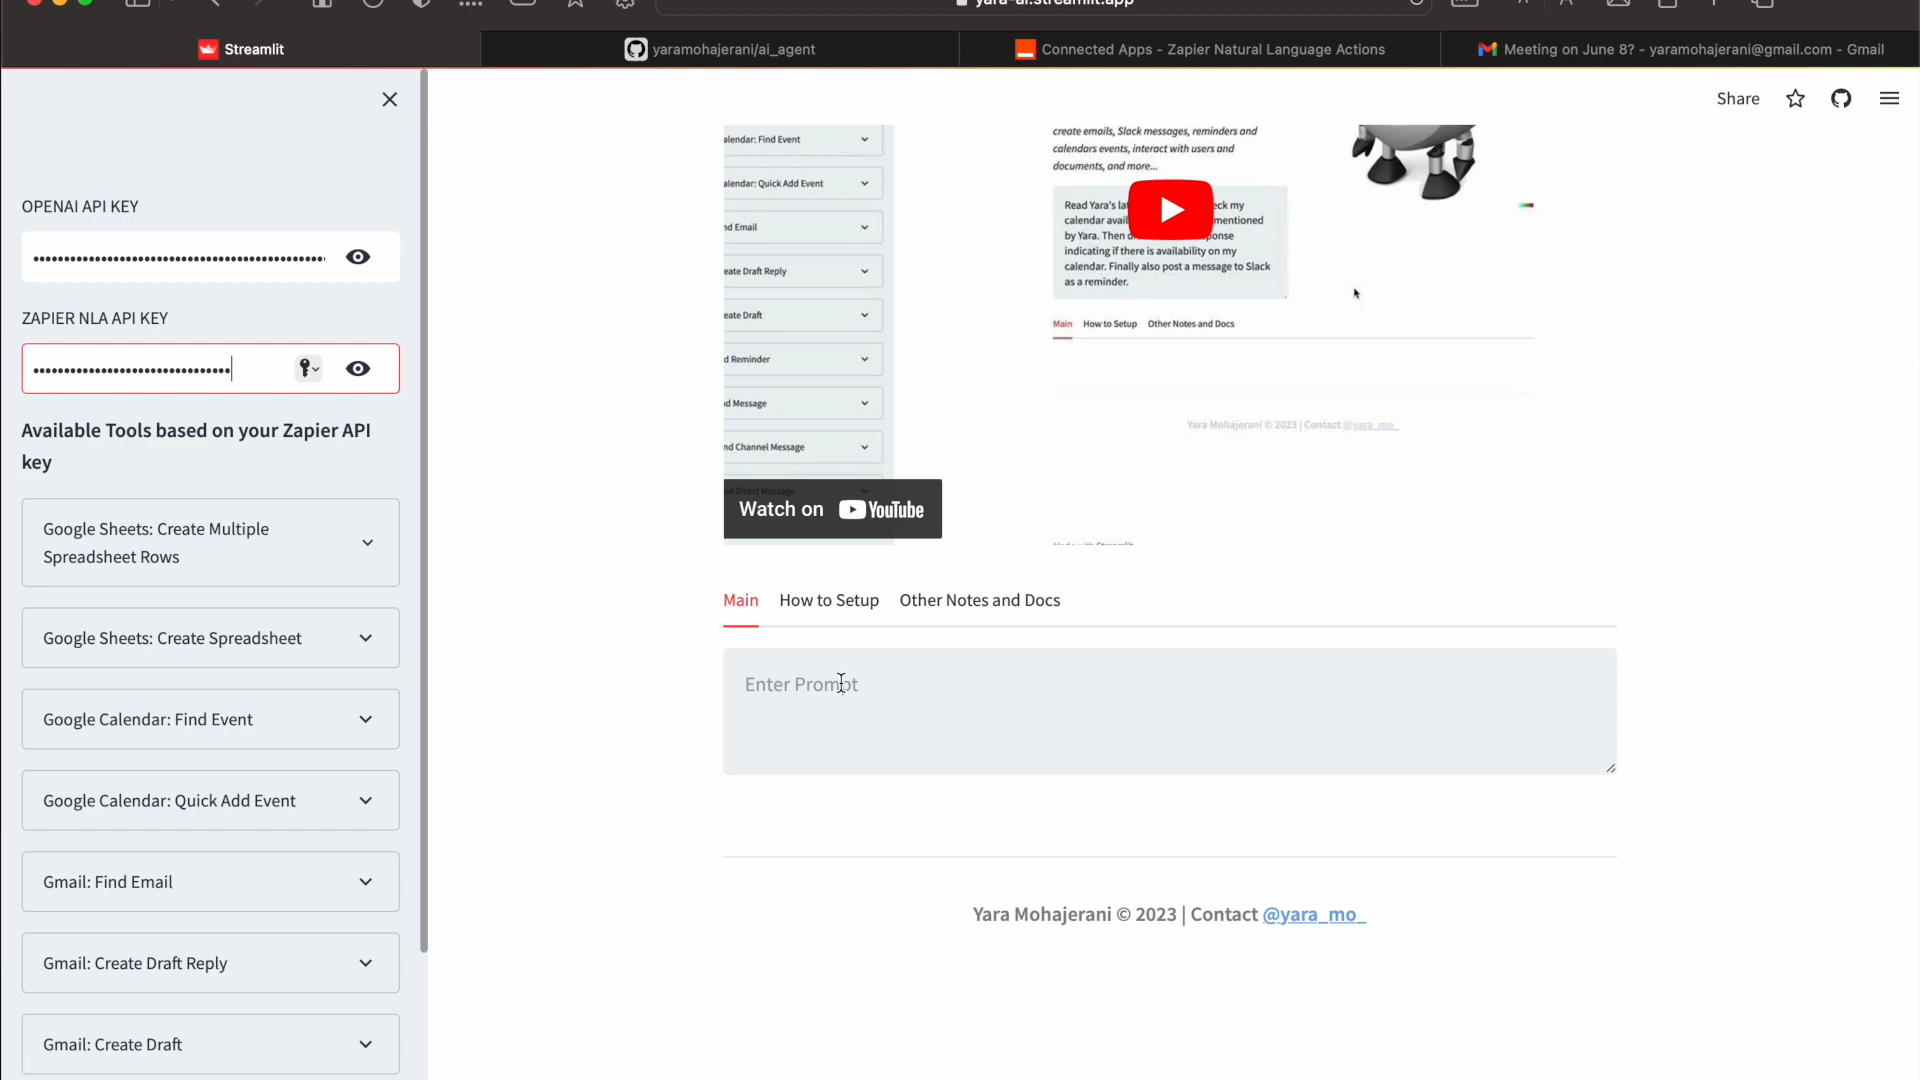 yara-ai.streamlit.app
Streamlit
yaramohajerani/ai_agent
Connected Apps - Zapier Natural Language Actions
Meeting on June 8? - yaramohajerani@gmail.com - Gmail
Share
OPENAI API KEY
ZAPIER NLA API KEY
Available Tools based on your Zapier API
key
Google Sheets: Create Multiple
Spreadsheet Rows
Google Sheets: Create Spreadsheet
Google Calendar: Find Event
Google Calendar: Quick Add Event
Gmail: Find Email
Gmail: Create Draft Reply
Gmail: Create Draft
alendar: Find Event
alendar: Quick Add Event
nd Email
eate Draft Reply
eate Draft
d Reminder
d Message
nd Channel Message
nd Direct Message
create emails, Slack messages, reminders and
calendars events, interact with users and
documents, and more...
Read Yara's eck my
calendar mentioned
by Yara. Then
indicating if there is availability on my
calendar. Finally also post a message to Slack
as a reminder.
Main How to Setup Other Notes and Docs
Yara Mohajerani © 2023 | Contact @yara_mo_
Made with Streamlit
Watch on YouTube
Main How to Setup Other Notes and Docs
Enter Prompt
Yara Mohajerani © 2023 | Contact @yara_mo_